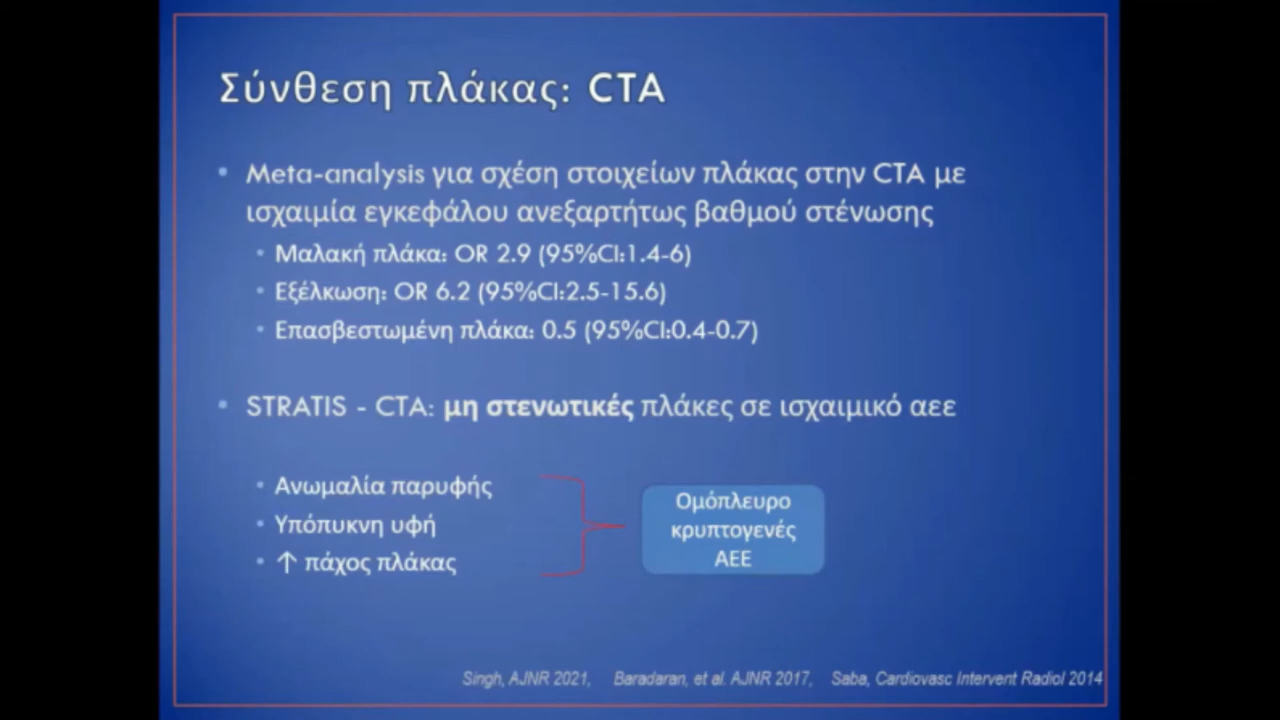 Σύνθεση πλάκας: CTA
• Meta-analysis για σχέση στοιχείων πλάκας στην CTA με
ισχαιμία εγκεφάλου ανεξαρτήτως βαθμού στένωσης
• Μαλακή πλάκα: OR 2.9 (95%CI:1.4-6)
• Εξέλκωση: OR 6.2 (95%CI:2.5-15.6)
• Επασβεστωμένη πλάκα: 0.5 (95%CI:0.4-0.7)
• STRATIS - CTA: μη στενωτικές πλάκες σε ισχαιμικό αεε
• Ανωμαλία παρυφής
• Υπόπυκνη υφή
• ↑ πάχος πλάκας
Ομόπλευρο
κρυπτογενές
ΑΕΕ
Singh, AJNR 2021, Baradaran, et al. AJNR 2017, Saba, Cardiovasc Intervent Radiol 2014